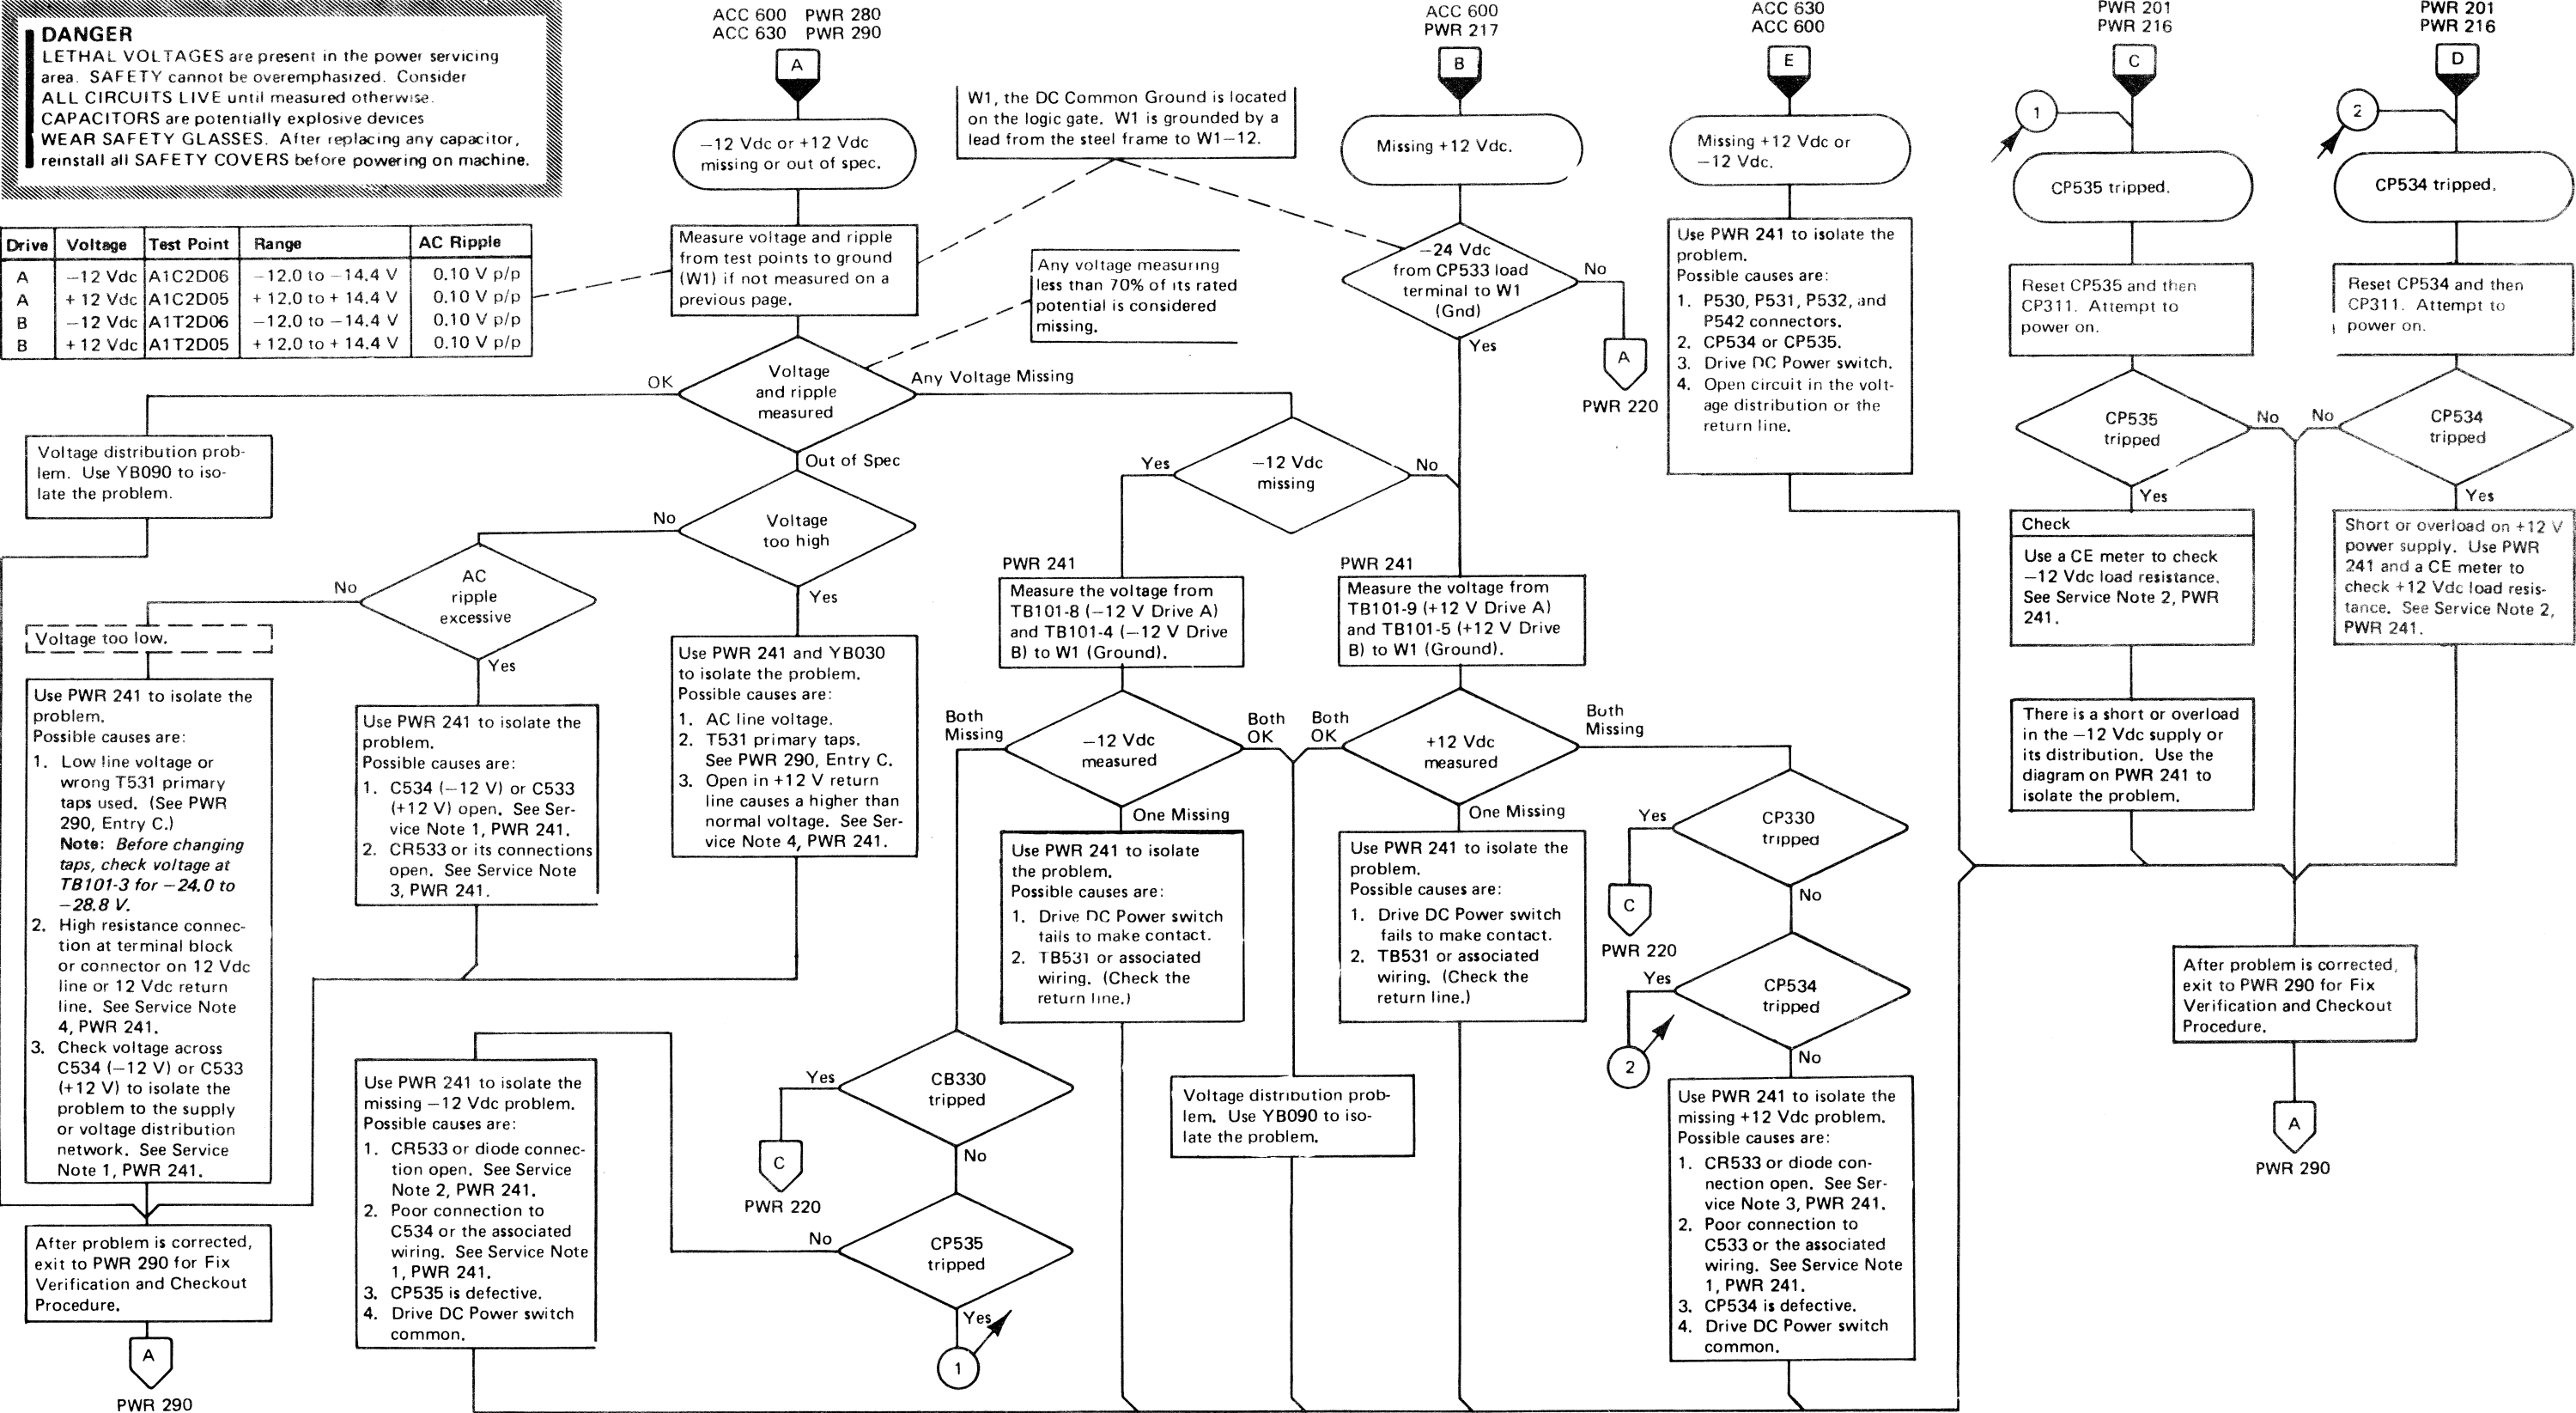 DANGER
LETHAL VOLTAGES are present in the power servicing
area. SAFETY cannot be overemphasized. Consider
ALL CIRCUITS LIVE until measured otherwise.
CAPACITORS are potentially explosive devices
WEAR SAFETY GLASSES. After replacing any capacitor,
reinstall all SAFETY COVERS before powering on machine.
Drive Voltage Test Point Range AC Ripple
A −12 Vdc A1C2D06 −12.0 to −14.4 V 0.10 V p/p
A +12 Vdc A1C2D05 +12.0 to +14.4 V 0.10 V p/p
B −12 Vdc A1T2D06 −12.0 to −14.4 V 0.10 V p/p
B +12 Vdc A1T2D05 +12.0 to +14.4 V 0.10 V p/p
ACC 600 PWR 280
ACC 630 PWR 290
A
−12 Vdc or +12 Vdc
missing or out of spec.
Measure voltage and ripple
from test points to ground
(W1) if not measured on a
previous page.
W1, the DC Common Ground is located
on the logic gate. W1 is grounded by a
lead from the steel frame to W1−12.
Any voltage measuring
less than 70% of its rated
potential is considered
missing.
Voltage
and ripple
measured
OK
Any Voltage Missing
Out of Spec
Voltage distribution prob-
lem. Use YB090 to iso-
late the problem.
Voltage
too high
No
Yes
AC
ripple
excessive
No
Yes
Voltage too low.
Use PWR 241 to isolate the
problem.
Possible causes are:
1. Low line voltage or
wrong T531 primary
taps used. (See PWR
290, Entry C.)
Note: Before changing
taps, check voltage at
TB101-3 for −24.0 to
−28.8 V.
2. High resistance connec-
tion at terminal block
or connector on 12 Vdc
line or 12 Vdc return
line. See Service Note
4, PWR 241.
3. Check voltage across
C534 (−12 V) or C533
(+12 V) to isolate the
problem to the supply
or voltage distribution
network. See Service
Note 1, PWR 241.
After problem is corrected,
exit to PWR 290 for Fix
Verification and Checkout
Procedure.
A
PWR 290
Use PWR 241 to isolate the
problem.
Possible causes are:
1. C534 (−12 V) or C533
(+12 V) open. See Ser-
vice Note 1, PWR 241.
2. CR533 or its connections
open. See Service Note
3, PWR 241.
Use PWR 241 and YB030
to isolate the problem.
Possible causes are:
1. AC line voltage.
2. T531 primary taps.
See PWR 290, Entry C.
3. Open in +12 V return
line causes a higher than
normal voltage. See Ser-
vice Note 4, PWR 241.
−12 Vdc
missing
Yes
No
PWR 241
Measure the voltage from
TB101-8 (−12 V Drive A)
and TB101-4 (−12 V Drive
B) to W1 (Ground).
−12 Vdc
measured
Both
Missing
Both
OK
One Missing
Use PWR 241 to isolate
the problem.
Possible causes are:
1. Drive DC Power switch
fails to make contact.
2. TB531 or associated
wiring. (Check the
return line.)
CB330
tripped
Yes
No
C
PWR 220
CP535
tripped
No
Yes
1
Use PWR 241 to isolate the
missing −12 Vdc problem.
Possible causes are:
1. CR533 or diode connec-
tion open. See Service
Note 2, PWR 241.
2. Poor connection to
C534 or the associated
wiring. See Service Note
1, PWR 241.
3. CP535 is defective.
4. Drive DC Power switch
common.
ACC 600
PWR 217
B
Missing +12 Vdc.
−24 Vdc
from CP533 load
terminal to W1
(Gnd)
No
Yes
A
PWR 220
PWR 241
Measure the voltage from
TB101-9 (+12 V Drive A)
and TB101-5 (+12 V Drive
B) to W1 (Ground).
+12 Vdc
measured
Both
OK
Both
Missing
One Missing
Use PWR 241 to isolate the
problem.
Possible causes are:
1. Drive DC Power switch
fails to make contact.
2. TB531 or associated
wiring. (Check the
return line.)
Voltage distribution prob-
lem. Use YB090 to iso-
late the problem.
CP330
tripped
Yes
No
C
PWR 220
CP534
tripped
Yes
No
2
Use PWR 241 to isolate the
missing +12 Vdc problem.
Possible causes are:
1. CR533 or diode con-
nection open. See Ser-
vice Note 3, PWR 241.
2. Poor connection to
C533 or the associated
wiring. See Service Note
1, PWR 241.
3. CP534 is defective.
4. Drive DC Power switch
common.
ACC 630
ACC 600
E
Missing +12 Vdc or
−12 Vdc.
Use PWR 241 to isolate the
problem.
Possible causes are:
1. P530, P531, P532, and
P542 connectors.
2. CP534 or CP535.
3. Drive DC Power switch.
4. Open circuit in the volt-
age distribution or the
return line.
PWR 201
PWR 216
C
1
CP535 tripped.
Reset CP535 and then
CP311. Attempt to
power on.
CP535
tripped
No
Yes
Check
Use a CE meter to check
−12 Vdc load resistance.
See Service Note 2, PWR
241.
There is a short or overload
in the −12 Vdc supply or
its distribution. Use the
diagram on PWR 241 to
isolate the problem.
PWR 201
PWR 216
D
2
CP534 tripped.
Reset CP534 and then
CP311. Attempt to
power on.
CP534
tripped
No
Yes
Short or overload on +12 V
power supply. Use PWR
241 and a CE meter to
check +12 Vdc load resis-
tance. See Service Note 2,
PWR 241.
After problem is corrected,
exit to PWR 290 for Fix
Verification and Checkout
Procedure.
A
PWR 290